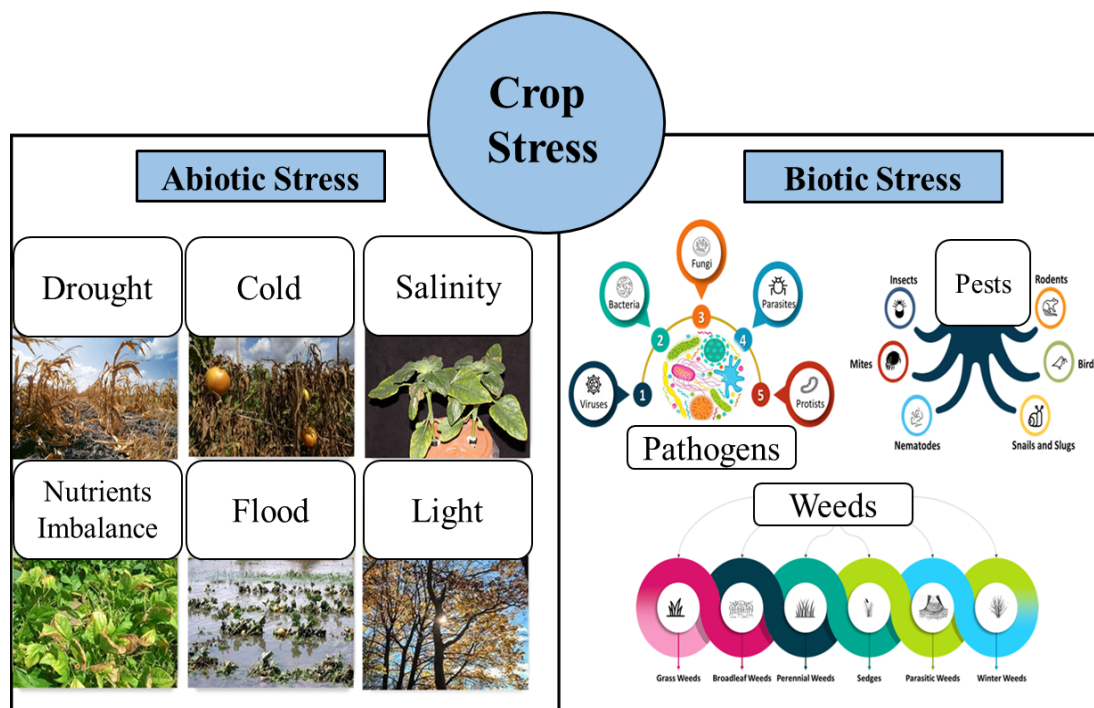 Crop
Stress
Abiotic Stress
Drought
Cold
Salinity
Nutrients
Imbalance
Flood
Light
Biotic Stress
Fungi
Bacteria
Parasites
Viruses
Protists
1
2
3
4
5
Pathogens
Pests
Insects
Rodents
Mites
Bird
Nematodes
Snails and Slugs
Weeds
Grass Weeds
Broadleaf Weeds
Perennial Weeds
Sedges
Parasitic Weeds
Winter Weeds